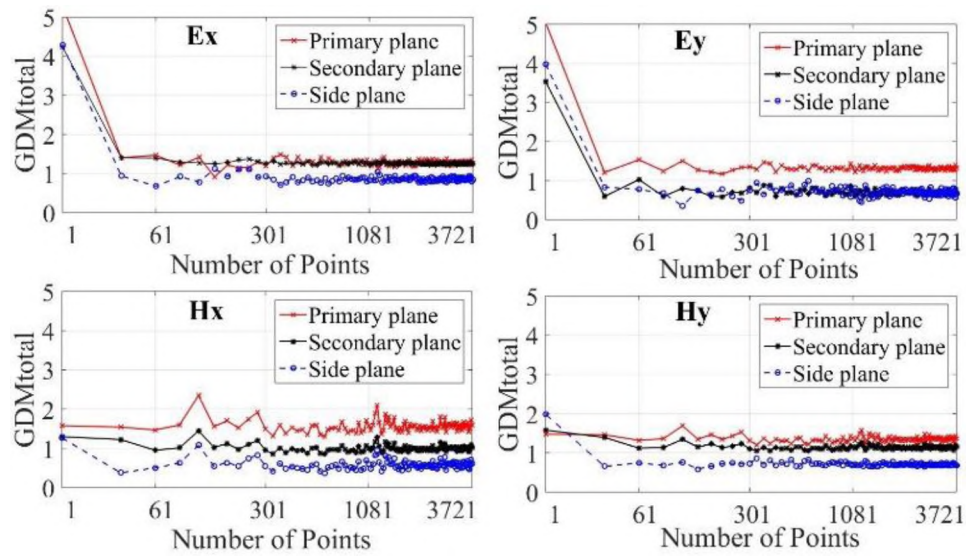 Ex
Primary plane
Secondary plane
Side plane
GDMtotal
5
4
3
2
1
0
1 61 301 1081 3721
Number of Points
Ey
Primary plane
Secondary plane
Side plane
GDMtotal
5
4
3
2
1
0
1 61 301 1081 3721
Number of Points
Hx
Primary plane
Secondary plane
Side plane
GDMtotal
5
4
3
2
1
0
1 61 301 1081 3721
Number of Points
Hy
Primary plane
Secondary plane
Side plane
GDMtotal
5
4
3
2
1
0
1 61 301 1081 3721
Number of Points